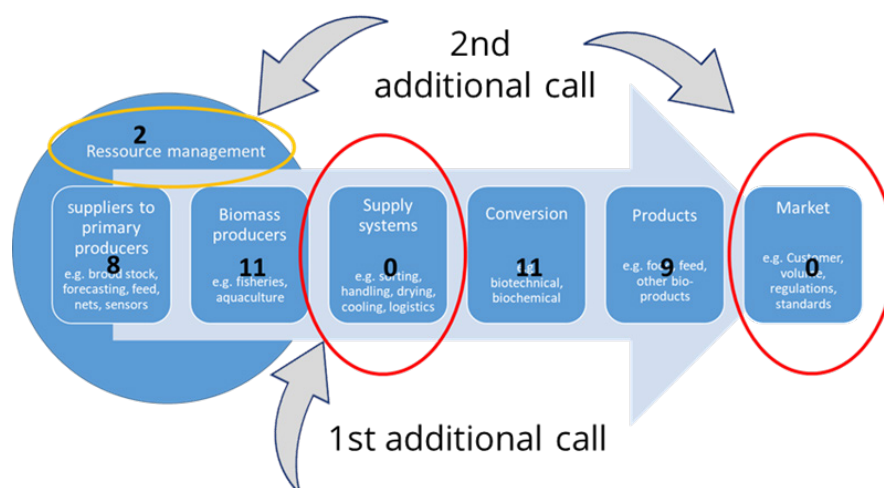 2nd
additional call
2
Ressource management
suppliers to
primary
producers
8
e.g. brood stock,
forecasting, feed,
nets, sensors
Biomass
producers
11
e.g. fisheries,
aquaculture
Supply
systems
0
e.g. sorting,
handling, drying,
cooling, logistics
Conversion
11
e.g.
biotechnical,
biochemical
Products
9
e.g. food, feed,
other bio-
products
Market
0
e.g. Customer,
volume,
regulations,
standards
1st additional call